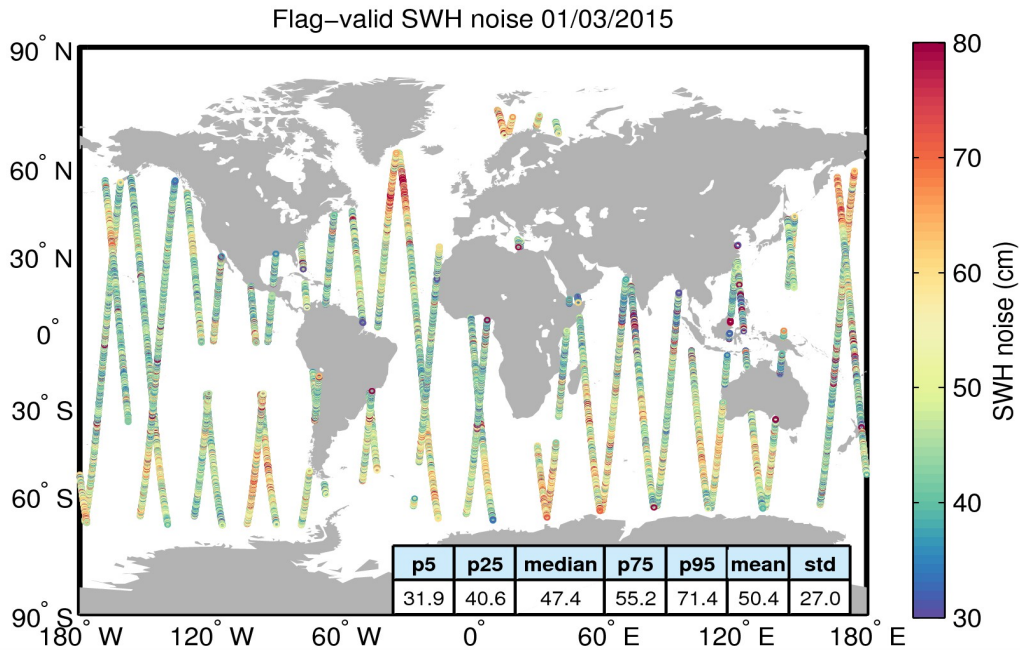 Flag−valid SWH noise 01/03/2015
90° N
60° N
30° N
0°
30° S
60° S
90° S
180° W
120° W
60° W
0°
60° E
120° E
180° E
p5 p25 median p75 p95 mean std
31.9 40.6 47.4 55.2 71.4 50.4 27.0
80
70
60
50
40
30
SWH noise (cm)